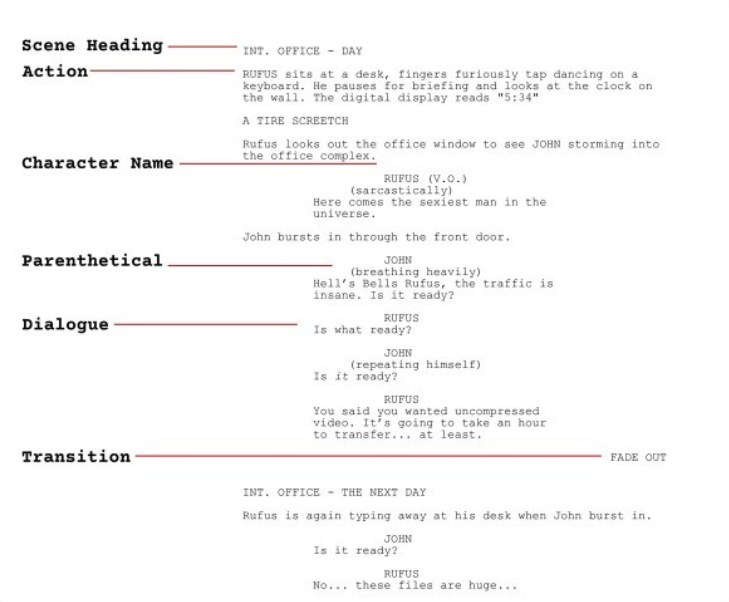 Scene Heading
INT. OFFICE - DAY
Action
RUFUS sits at a desk, fingers furiously tap dancing on a
keyboard. He pauses for briefing and looks at the clock on
the wall. The digital display reads "5:34"
A TIRE SCREETCH
Rufus looks out the office window to see JOHN storming into
the office complex.
Character Name
RUFUS (V.O.)
(sarcastically)
Here comes the sexiest man in the
universe.
John bursts in through the front door.
Parenthetical
JOHN
(breathing heavily)
Hell's Bells Rufus, the traffic is
insane. Is it ready?
Dialogue
RUFUS
Is what ready?
JOHN
(repeating himself)
Is it ready?
RUFUS
You said you wanted uncompressed
video. It's going to take an hour
to transfer... at least.
Transition
FADE OUT
INT. OFFICE - THE NEXT DAY
Rufus is again typing away at his desk when John burst in.
JOHN
Is it ready?
RUFUS
No... these files are huge...